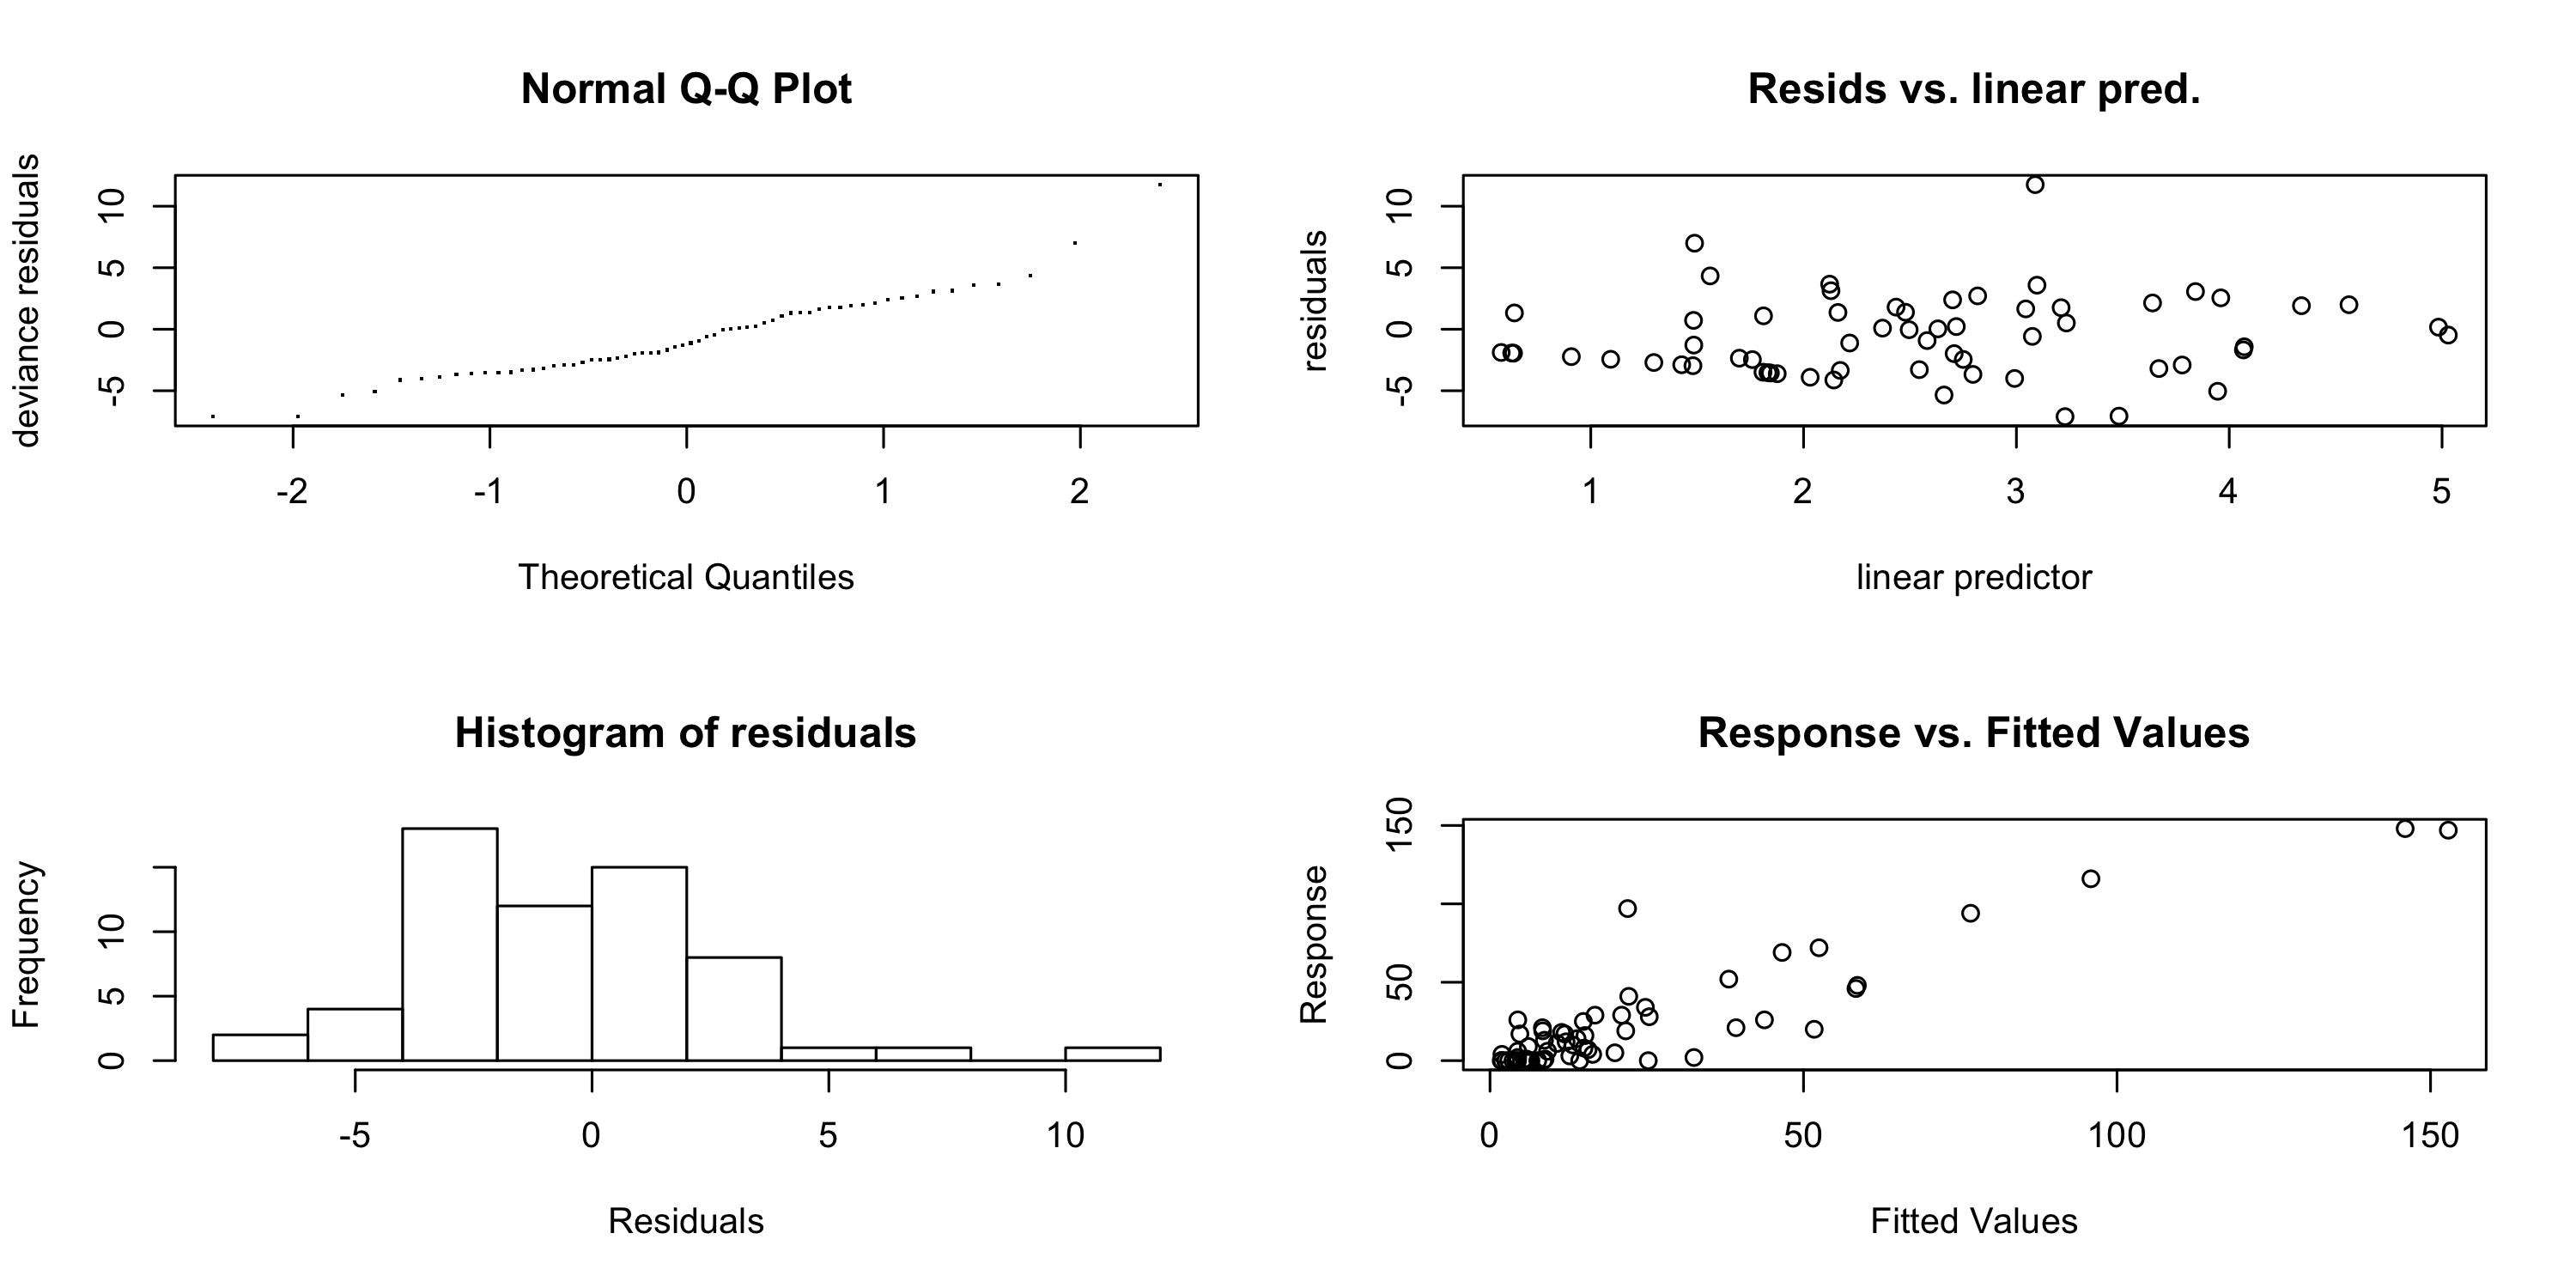 Normal Q-Q Plot
deviance residuals
-5 0 5 10
-2 -1 0 1 2
Theoretical Quantiles
Resids vs. linear pred.
residuals
-5 0 5 10
1 2 3 4 5
linear predictor
Histogram of residuals
Frequency
0 5 10
-5 0 5 10
Residuals
Response vs. Fitted Values
Response
0 50 150
0 50 100 150
Fitted Values